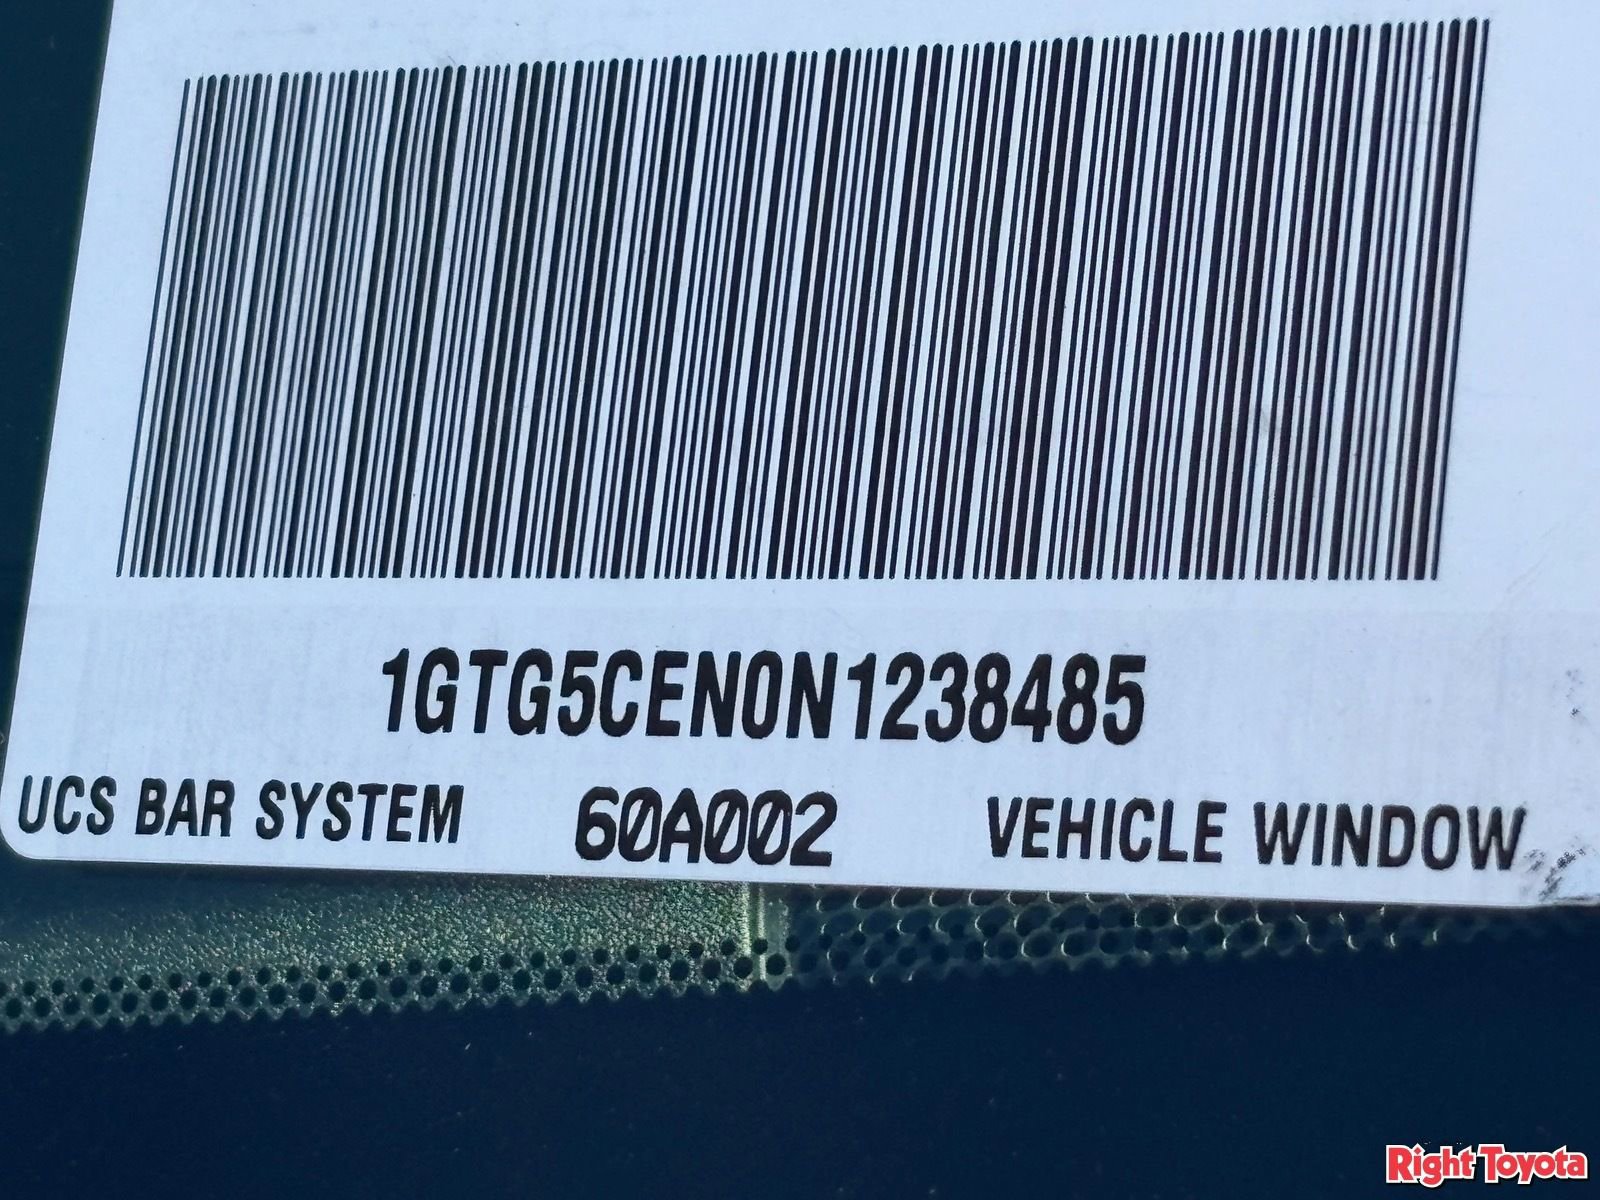 1GTG5CEN0N1238485
UCS BAR SYSTEM 60A002 VEHICLE WINDOW
Right Toyota